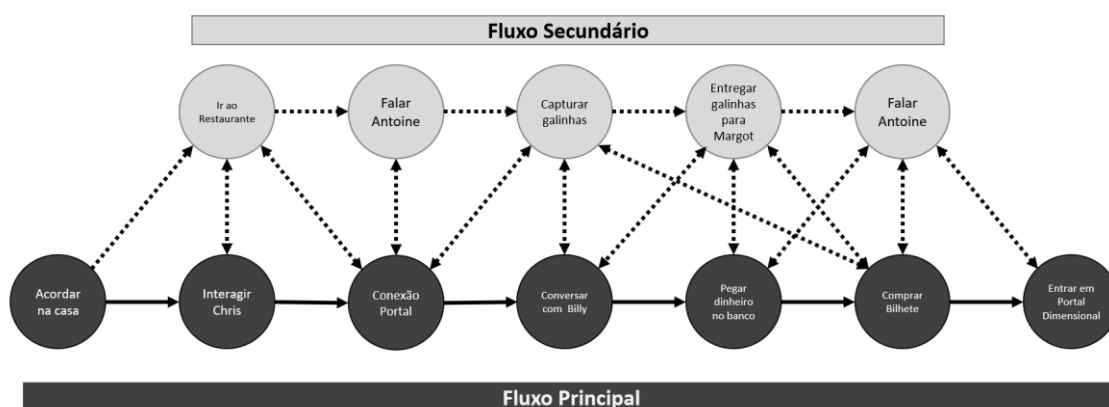 Fluxo Secundário
Ir ao
Restaurante
Falar
Antoine
Capturar
galinhas
Entregar
galinhas
para
Margot
Falar
Antoine
Acordar
na casa
Interagir
Chris
Conexão
Portal
Conversar
com Billy
Pegar
dinheiro
no banco
Comprar
Bilhete
Entrar em
Portal
Dimensional
Fluxo Principal